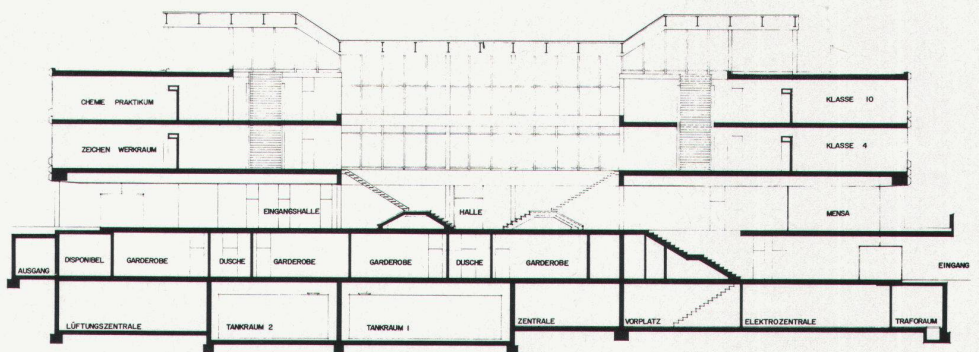 CHEMIE PRAKTIKUM
KLASSE 10
ZEICHEN WERKRAUM
KLASSE 4
EINGANGSHALLE
HALLE
MENSA
AUSGANG
DISPONIBEL
GARDEROBE
DUSCHE
GARDEROBE
GARDEROBE
DUSCHE
GARDEROBE
EINGANG
LÜFTUNGSZENTRALE
TANKRAUM 2
TANKRAUM 1
ZENTRALE
VORPLATZ
ELEKTROZENTRALE
TRAFORAUM